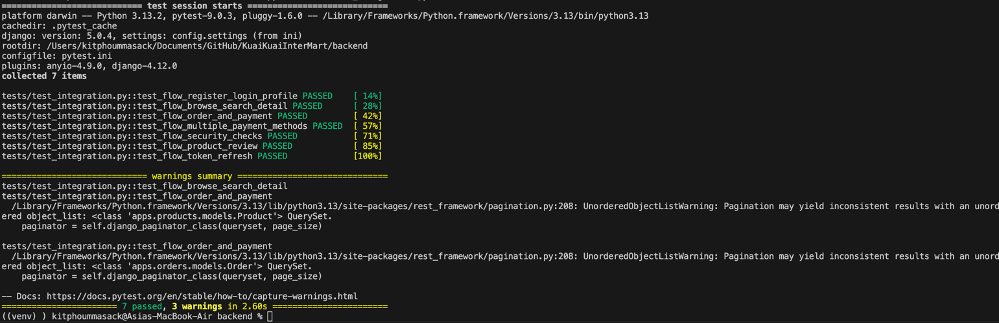 ============================ test session starts ============================
platform darwin -- Python 3.13.2, pytest-9.0.3, pluggy-1.6.0 -- /Library/Frameworks/Python.framework/Versions/3.13/bin/python3.13
cachedir: .pytest_cache
django: version: 5.0.4, settings: config.settings (from ini)
rootdir: /Users/kitphoummasack/Documents/GitHub/KuaiKuaiInterMart/backend
configfile: pytest.ini
plugins: anyio-4.9.0, django-4.12.0
collected 7 items
tests/test_integration.py::test_flow_register_login_profile PASSED [ 14%]
tests/test_integration.py::test_flow_browse_search_detail PASSED [ 28%]
tests/test_integration.py::test_flow_order_and_payment PASSED [ 42%]
tests/test_integration.py::test_flow_multiple_payment_methods PASSED [ 57%]
tests/test_integration.py::test_flow_security_checks PASSED [ 71%]
tests/test_integration.py::test_flow_product_review PASSED [ 85%]
tests/test_integration.py::test_flow_token_refresh PASSED [100%]
============================= warnings summary ==============================
tests/test_integration.py::test_flow_browse_search_detail
tests/test_integration.py::test_flow_order_and_payment
/Library/Frameworks/Python.framework/Versions/3.13/lib/python3.13/site-packages/rest_framework/pagination.py:208: UnorderedObjectListWarning: Pagination may yield inconsistent results with an unord
ered object_list: <class 'apps.products.models.Product'> QuerySet.
paginator = self.django_paginator_class(queryset, page_size)
tests/test_integration.py::test_flow_order_and_payment
/Library/Frameworks/Python.framework/Versions/3.13/lib/python3.13/site-packages/rest_framework/pagination.py:208: UnorderedObjectListWarning: Pagination may yield inconsistent results with an unord
ered object_list: <class 'apps.orders.models.Order'> QuerySet.
paginator = self.django_paginator_class(queryset, page_size)
-- Docs: https://docs.pytest.org/en/stable/how-to/capture-warnings.html
======================= 7 passed, 3 warnings in 2.60s =======================
((venv) ) kitphoummasack@Asias-MacBook-Air backend %